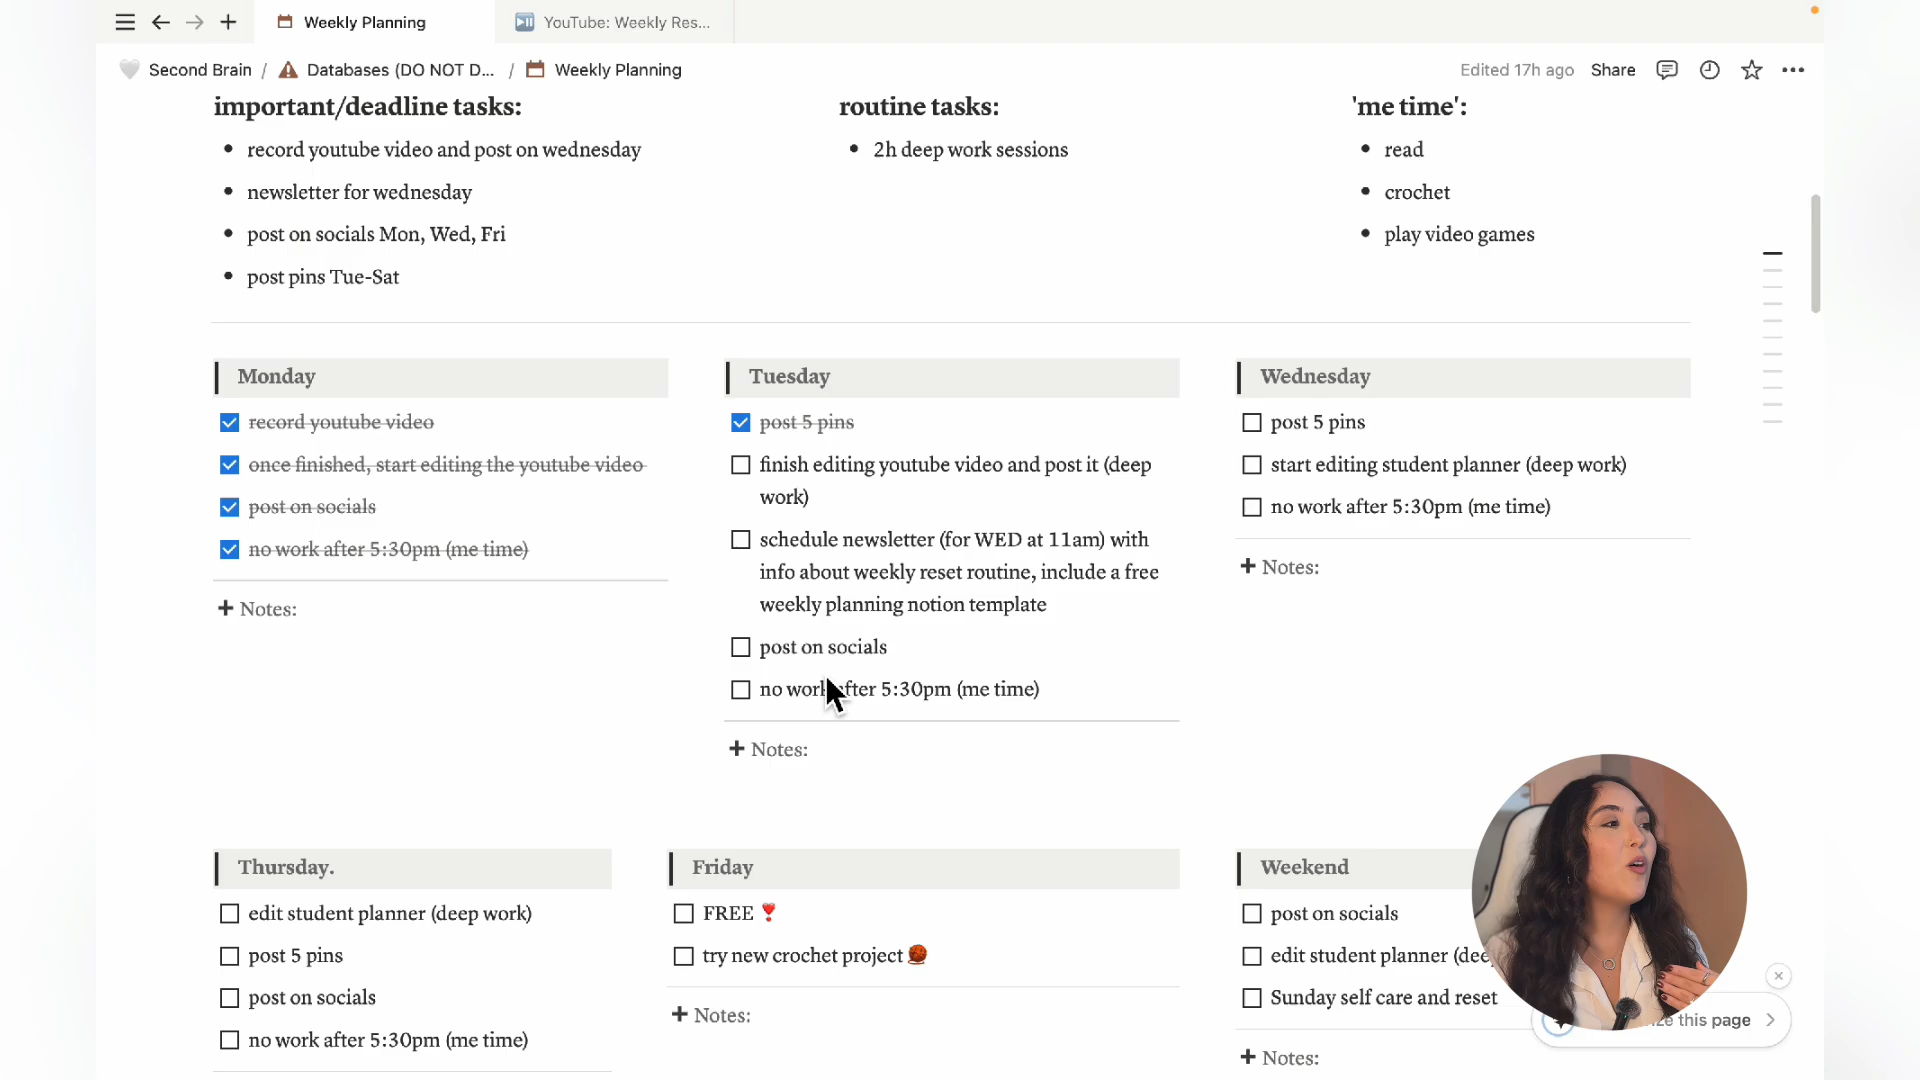 Weekly Planning
YouTube: Weekly Res...
Second Brain / Databases (DO NOT D... / Weekly Planning
Edited 17h ago Share
important/deadline tasks:
record youtube video and post on wednesday
newsletter for wednesday
post on socials Mon, Wed, Fri
post pins Tue-Sat
routine tasks:
2h deep work sessions
'me time':
read
crochet
play video games
Monday
record youtube video
once finished, start editing the youtube video
post on socials
no work after 5:30pm (me time)
Notes:
Tuesday
post 5 pins
finish editing youtube video and post it (deep
work)
schedule newsletter (for WED at 11am) with
info about weekly reset routine, include a free
weekly planning notion template
post on socials
no work after 5:30pm (me time)
Notes:
Wednesday
post 5 pins
start editing student planner (deep work)
no work after 5:30pm (me time)
Notes:
Thursday.
edit student planner (deep work)
post 5 pins
post on socials
no work after 5:30pm (me time)
Friday
FREE
try new crochet project
Notes:
Weekend
post on socials
edit student planner
Sunday self care and reset
Notes:
this page